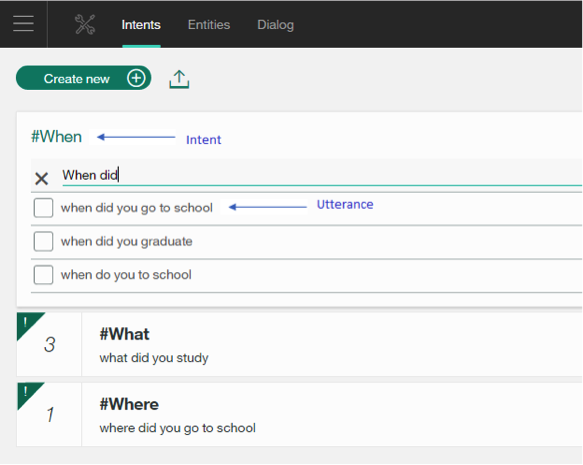 Intents Entities Dialog
Create new
#When Intent
When did
when did you go to school Utterance
when did you graduate
when do you to school
!
3 #What
what did you study
!
1 #Where
where did you go to school